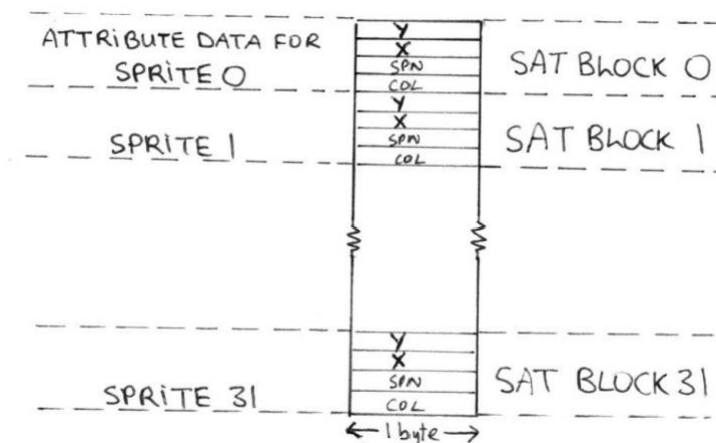 ATTRIBUTE DATA FOR
SPRITE 0
Y
X
SPN
COL
SAT BLOCK 0
SPRITE 1
Y
X
SPN
COL
SAT BLOCK 1
SPRITE 31
Y
X
SPN
COL
SAT BLOCK 31
1 byte